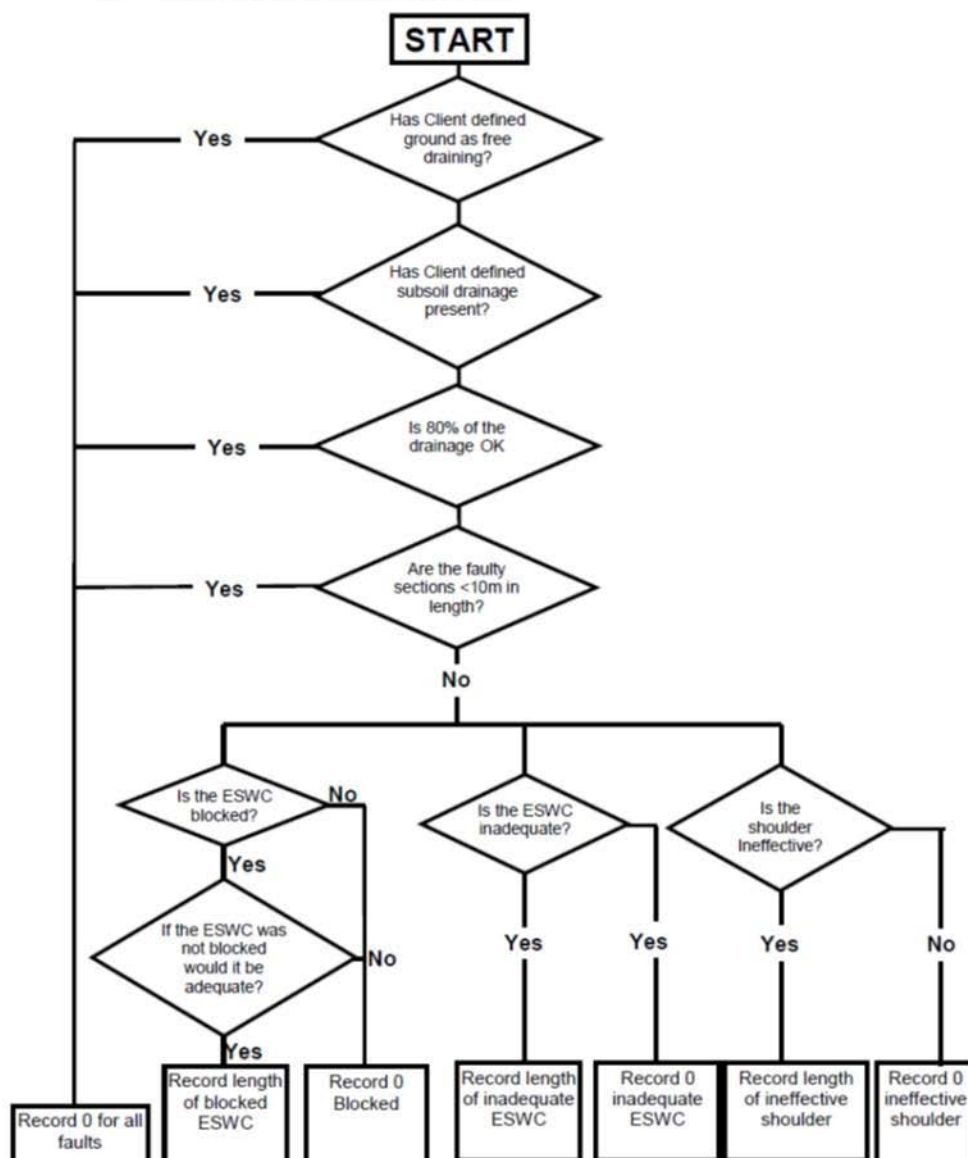 START
Has Client defined
ground as free
draining?
Yes
Has Client defined
subsoil drainage
present?
Yes
Is 80% of the
drainage OK
Yes
Are the faulty
sections <10m in
length?
Yes
No
Is the ESWC
blocked?
No
Yes
If the ESWC was
not blocked
would it be
adequate?
No
Yes
Is the ESWC
inadequate?
Yes
Yes
Is the
shoulder
Ineffective?
Yes
No
Record 0 for all
faults
Record length
of blocked
ESWC
Record 0
Blocked
Record length
of inadequate
ESWC
Record 0
inadequate
ESWC
Record length
of ineffective
shoulder
Record 0
ineffective
shoulder